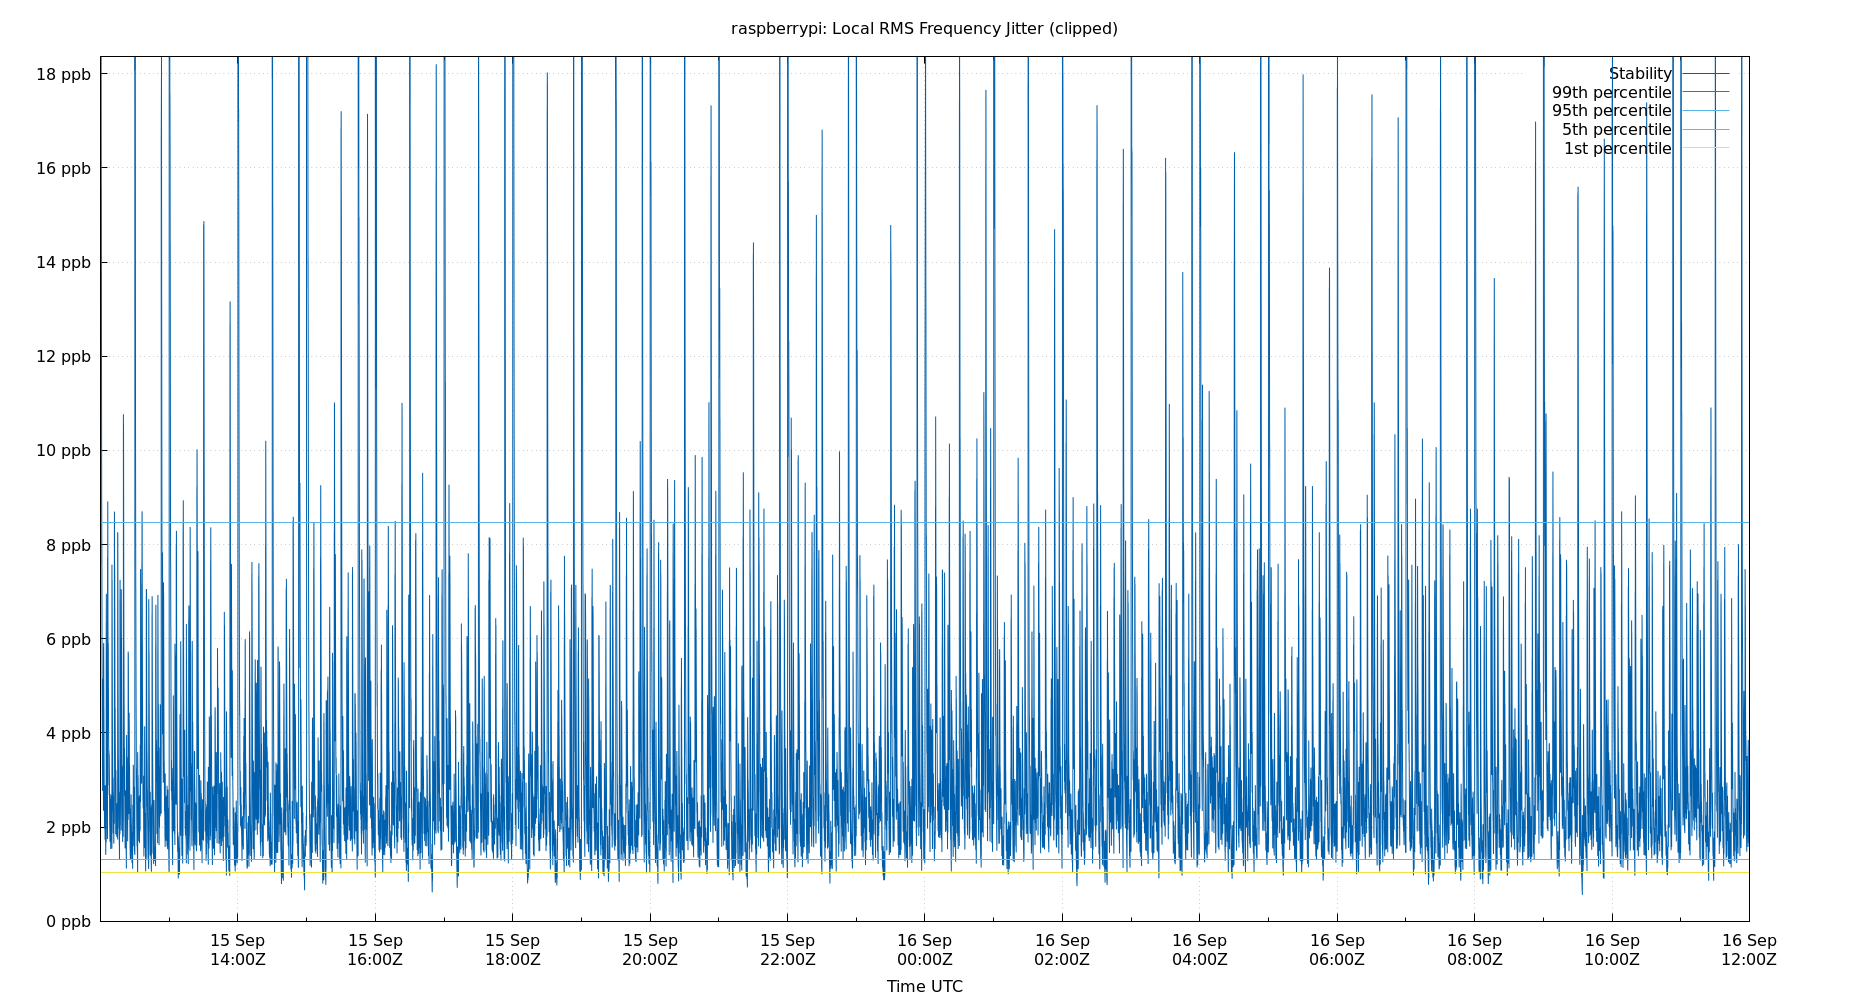 raspberrypi: Local RMS Frequency Jitter (clipped)
18 ppb
16 ppb
14 ppb
12 ppb
10 ppb
8 ppb
6 ppb
4 ppb
2 ppb
0 ppb
Stability
99th percentile
95th percentile
5th percentile
1st percentile
15 Sep 15 Sep 15 Sep 15 Sep 15 Sep 16 Sep 16 Sep 16 Sep 16 Sep 16 Sep 16 Sep 16 Sep
14:00Z 16:00Z 18:00Z 20:00Z 22:00Z 00:00Z 02:00Z 04:00Z 06:00Z 08:00Z 10:00Z 12:00Z
Time UTC